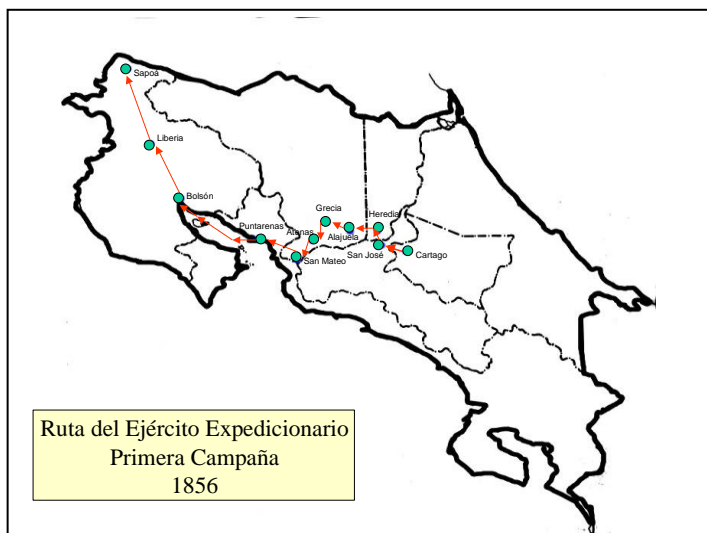 Sapoá
Liberia
Bolsón
Grecia
Puntarenas
Atenas
Heredia
Alajuela
San José
Cartago
San Mateo
Ruta del Ejército Expedicionario
Primera Campaña
1856